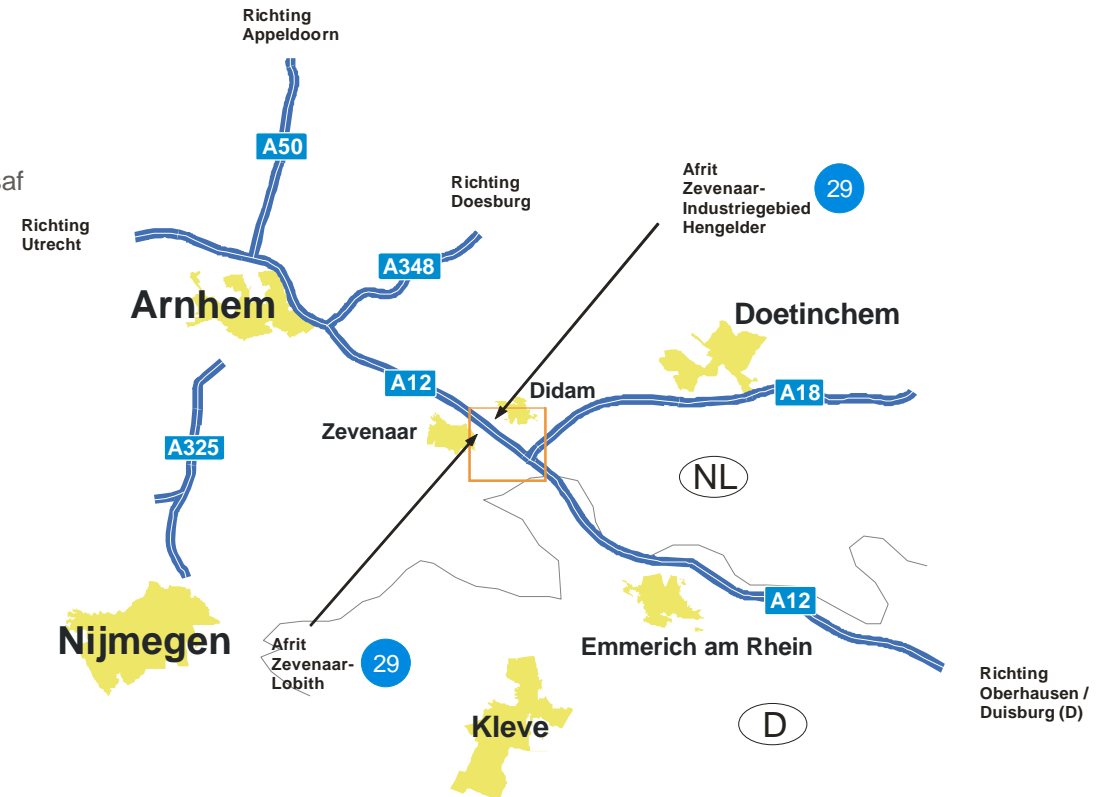 Richting
Appeldoorn
A50
Afrit
Zevenaar-
Industriegebied
Hengelder
29
Richting
Doesburg
Richting
Utrecht
A348
Arnhem
Doetinchem
A12
Didam
A18
Zevenaar
A325
NL
A12
Nijmegen
Emmerich am Rhein
Afrit
Zevenaar-
Lobith
29
Richting
Oberhausen /
Duisburg (D)
Kleve
D